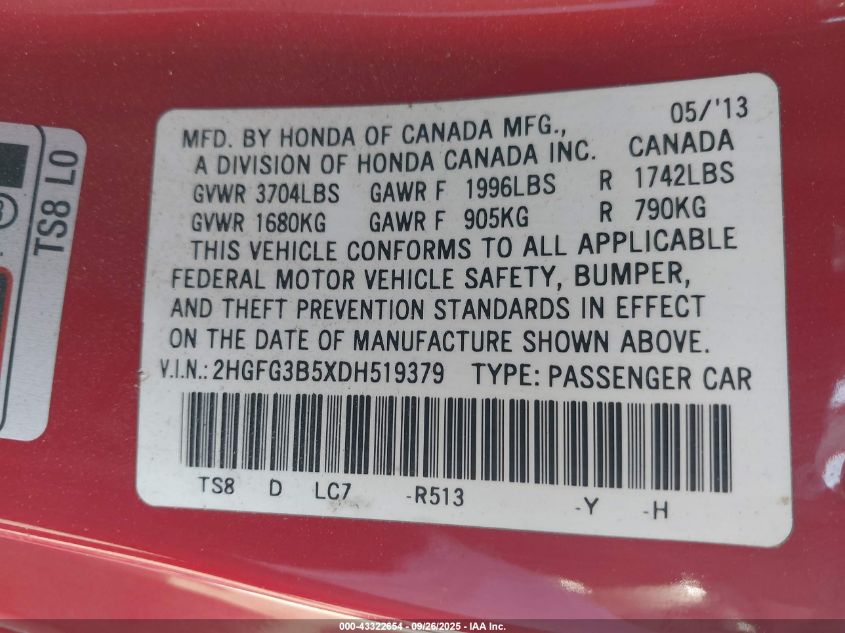 05/'13
MFD. BY HONDA OF CANADA MFG.,
A DIVISION OF HONDA CANADA INC. CANADA
GVWR 3704LBS GAWR F 1996LBS R 1742LBS
GVWR 1680KG GAWR F 905KG R 790KG
THIS VEHICLE CONFORMS TO ALL APPLICABLE
FEDERAL MOTOR VEHICLE SAFETY, BUMPER,
AND THEFT PREVENTION STANDARDS IN EFFECT
ON THE DATE OF MANUFACTURE SHOWN ABOVE.
V.I.N.: 2HGFG3B5XDH519379 TYPE: PASSENGER CAR
TS8 D LC7 -R513 -Y -H
TS8 L0
000-43322654 - 09/26/2025 - IAA Inc.